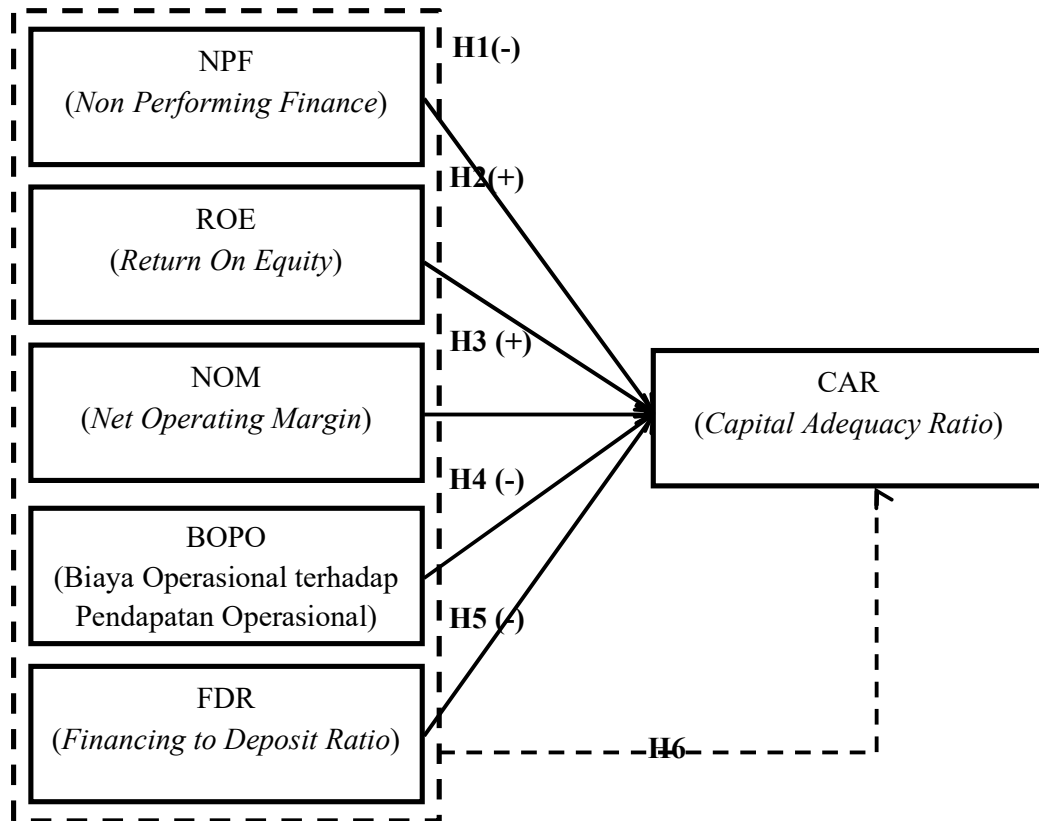 H1(-)
NPF
(Non Performing Finance)
H2(+)
ROE
(Return On Equity)
H3 (+)
NOM
(Net Operating Margin)
CAR
(Capital Adequacy Ratio)
H4 (-)
BOPO
(Biaya Operasional terhadap
Pendapatan Operasional)
H5 (-)
FDR
(Financing to Deposit Ratio)
H6